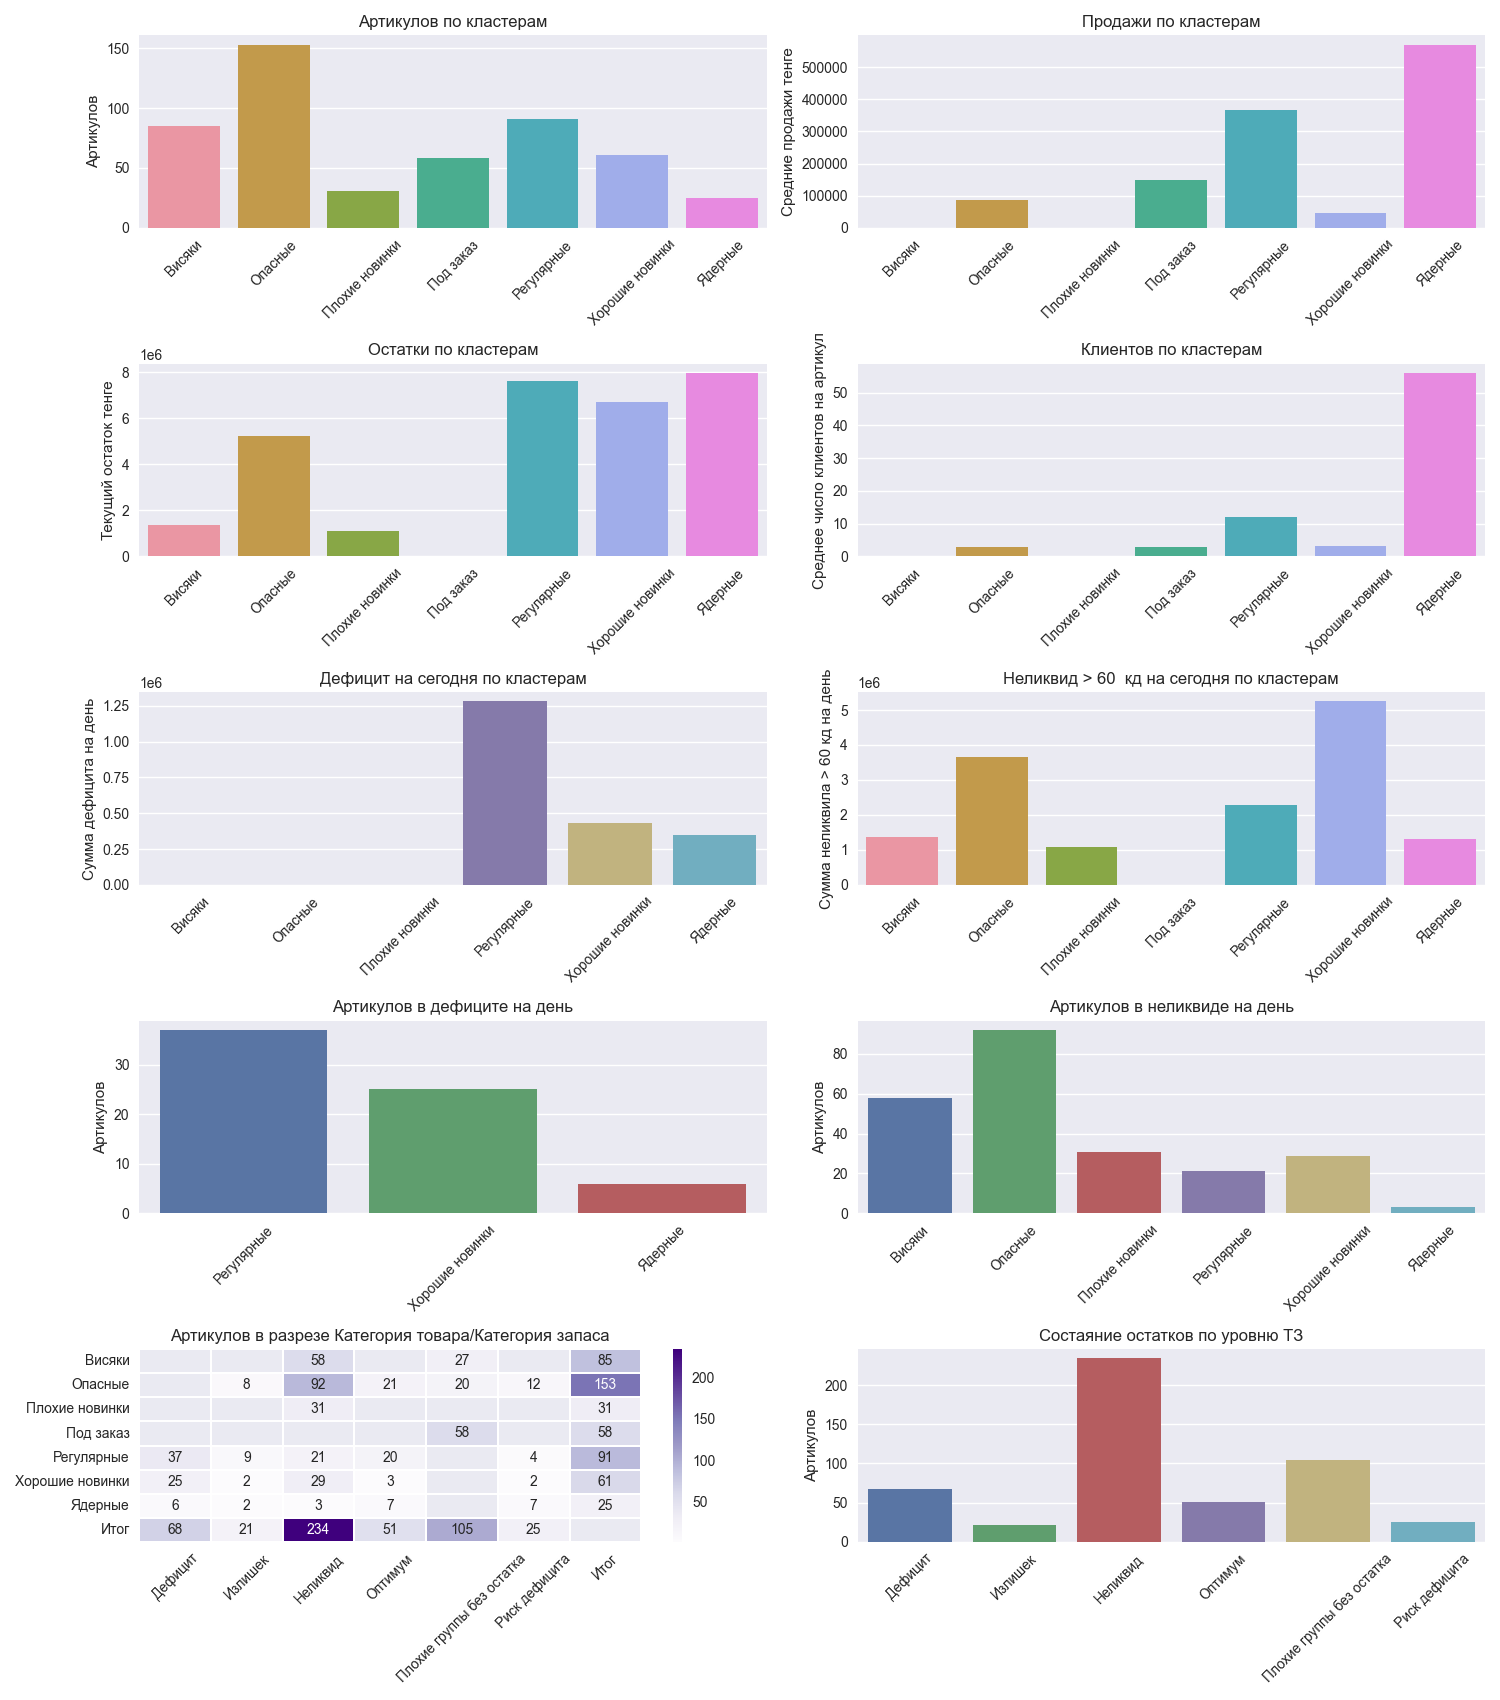 Артикулов по кластерам
Артикулов
150
100
50
0
Висяки
Опасные
Плохие новинки
Под заказ
Регулярные
Хорошие новинки
Ядерные
Продажи по кластерам
Средние продажи тенге
500000
400000
300000
200000
100000
0
Висяки
Опасные
Плохие новинки
Под заказ
Регулярные
Хорошие новинки
Ядерные
Остатки по кластерам
1e6
Текущий остаток тенге
8
6
4
2
0
Висяки
Опасные
Плохие новинки
Под заказ
Регулярные
Хорошие новинки
Ядерные
Клиентов по кластерам
Среднее число клиентов на артикул
50
40
30
20
10
0
Висяки
Опасные
Плохие новинки
Под заказ
Регулярные
Хорошие новинки
Ядерные
Дефицит на сегодня по кластерам
1e6
Сумма дефицита на день
1.25
1.00
0.75
0.50
0.25
0.00
Висяки
Опасные
Плохие новинки
Регулярные
Хорошие новинки
Ядерные
Неликвид > 60  кд на сегодня по кластерам
1e6
Сумма неликвила > 60 кд на день
5
4
3
2
1
0
Висяки
Опасные
Плохие новинки
Под заказ
Регулярные
Хорошие новинки
Ядерные
Артикулов в дефиците на день
Артикулов
30
20
10
0
Регулярные
Хорошие новинки
Ядерные
Артикулов в неликвиде на день
Артикулов
80
60
40
20
0
Висяки
Опасные
Плохие новинки
Регулярные
Хорошие новинки
Ядерные
Артикулов в разрезе Категория товара/Категория запаса
Висяки 58 27 85
Опасные 8 92 21 20 12 153
Плохие новинки 31 31
Под заказ 58 58
Регулярные 37 9 21 20 4 91
Хорошие новинки 25 2 29 3 2 61
Ядерные 6 2 3 7 7 25
Итог 68 21 234 51 105 25
Дефицит
Излишек
Неликвид
Оптимум
Плохие группы без остатка
Риск дефицита
Итог
200
150
100
50
Состаяние остатков по уровню ТЗ
Артикулов
200
150
100
50
0
Дефицит
Излишек
Неликвид
Оптимум
Плохие группы без остатка
Риск дефицита